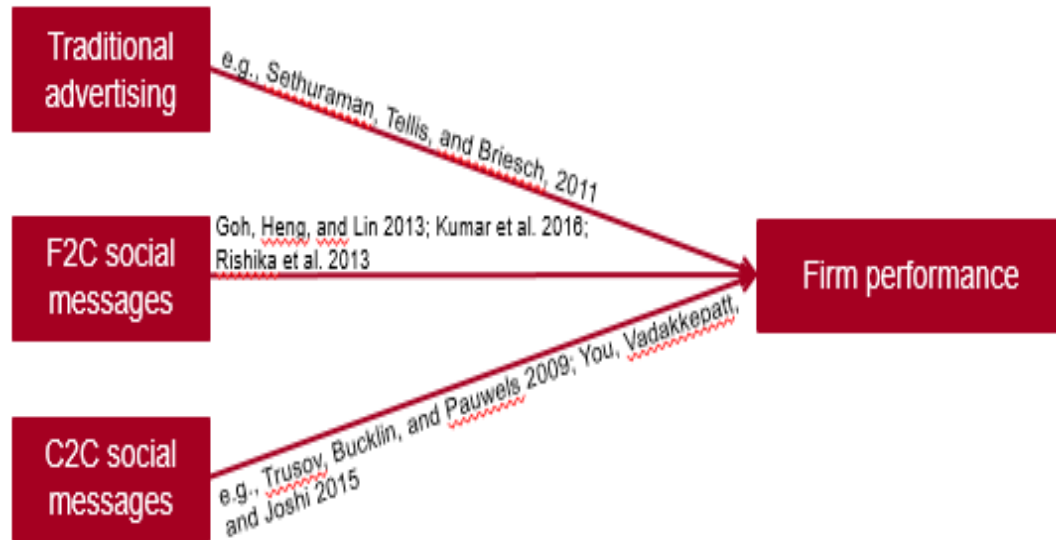 Traditional
advertising
e.g., Sethuraman, Tellis, and Briesch, 2011
F2C social
messages
Goh, Heng, and Lin 2013; Kumar et al. 2016;
Rishika et al. 2013
Firm performance
C2C social
messages
e.g., Trusov, Bucklin, and Pauwels 2009; You, Vadakkepatt,
and Joshi 2015